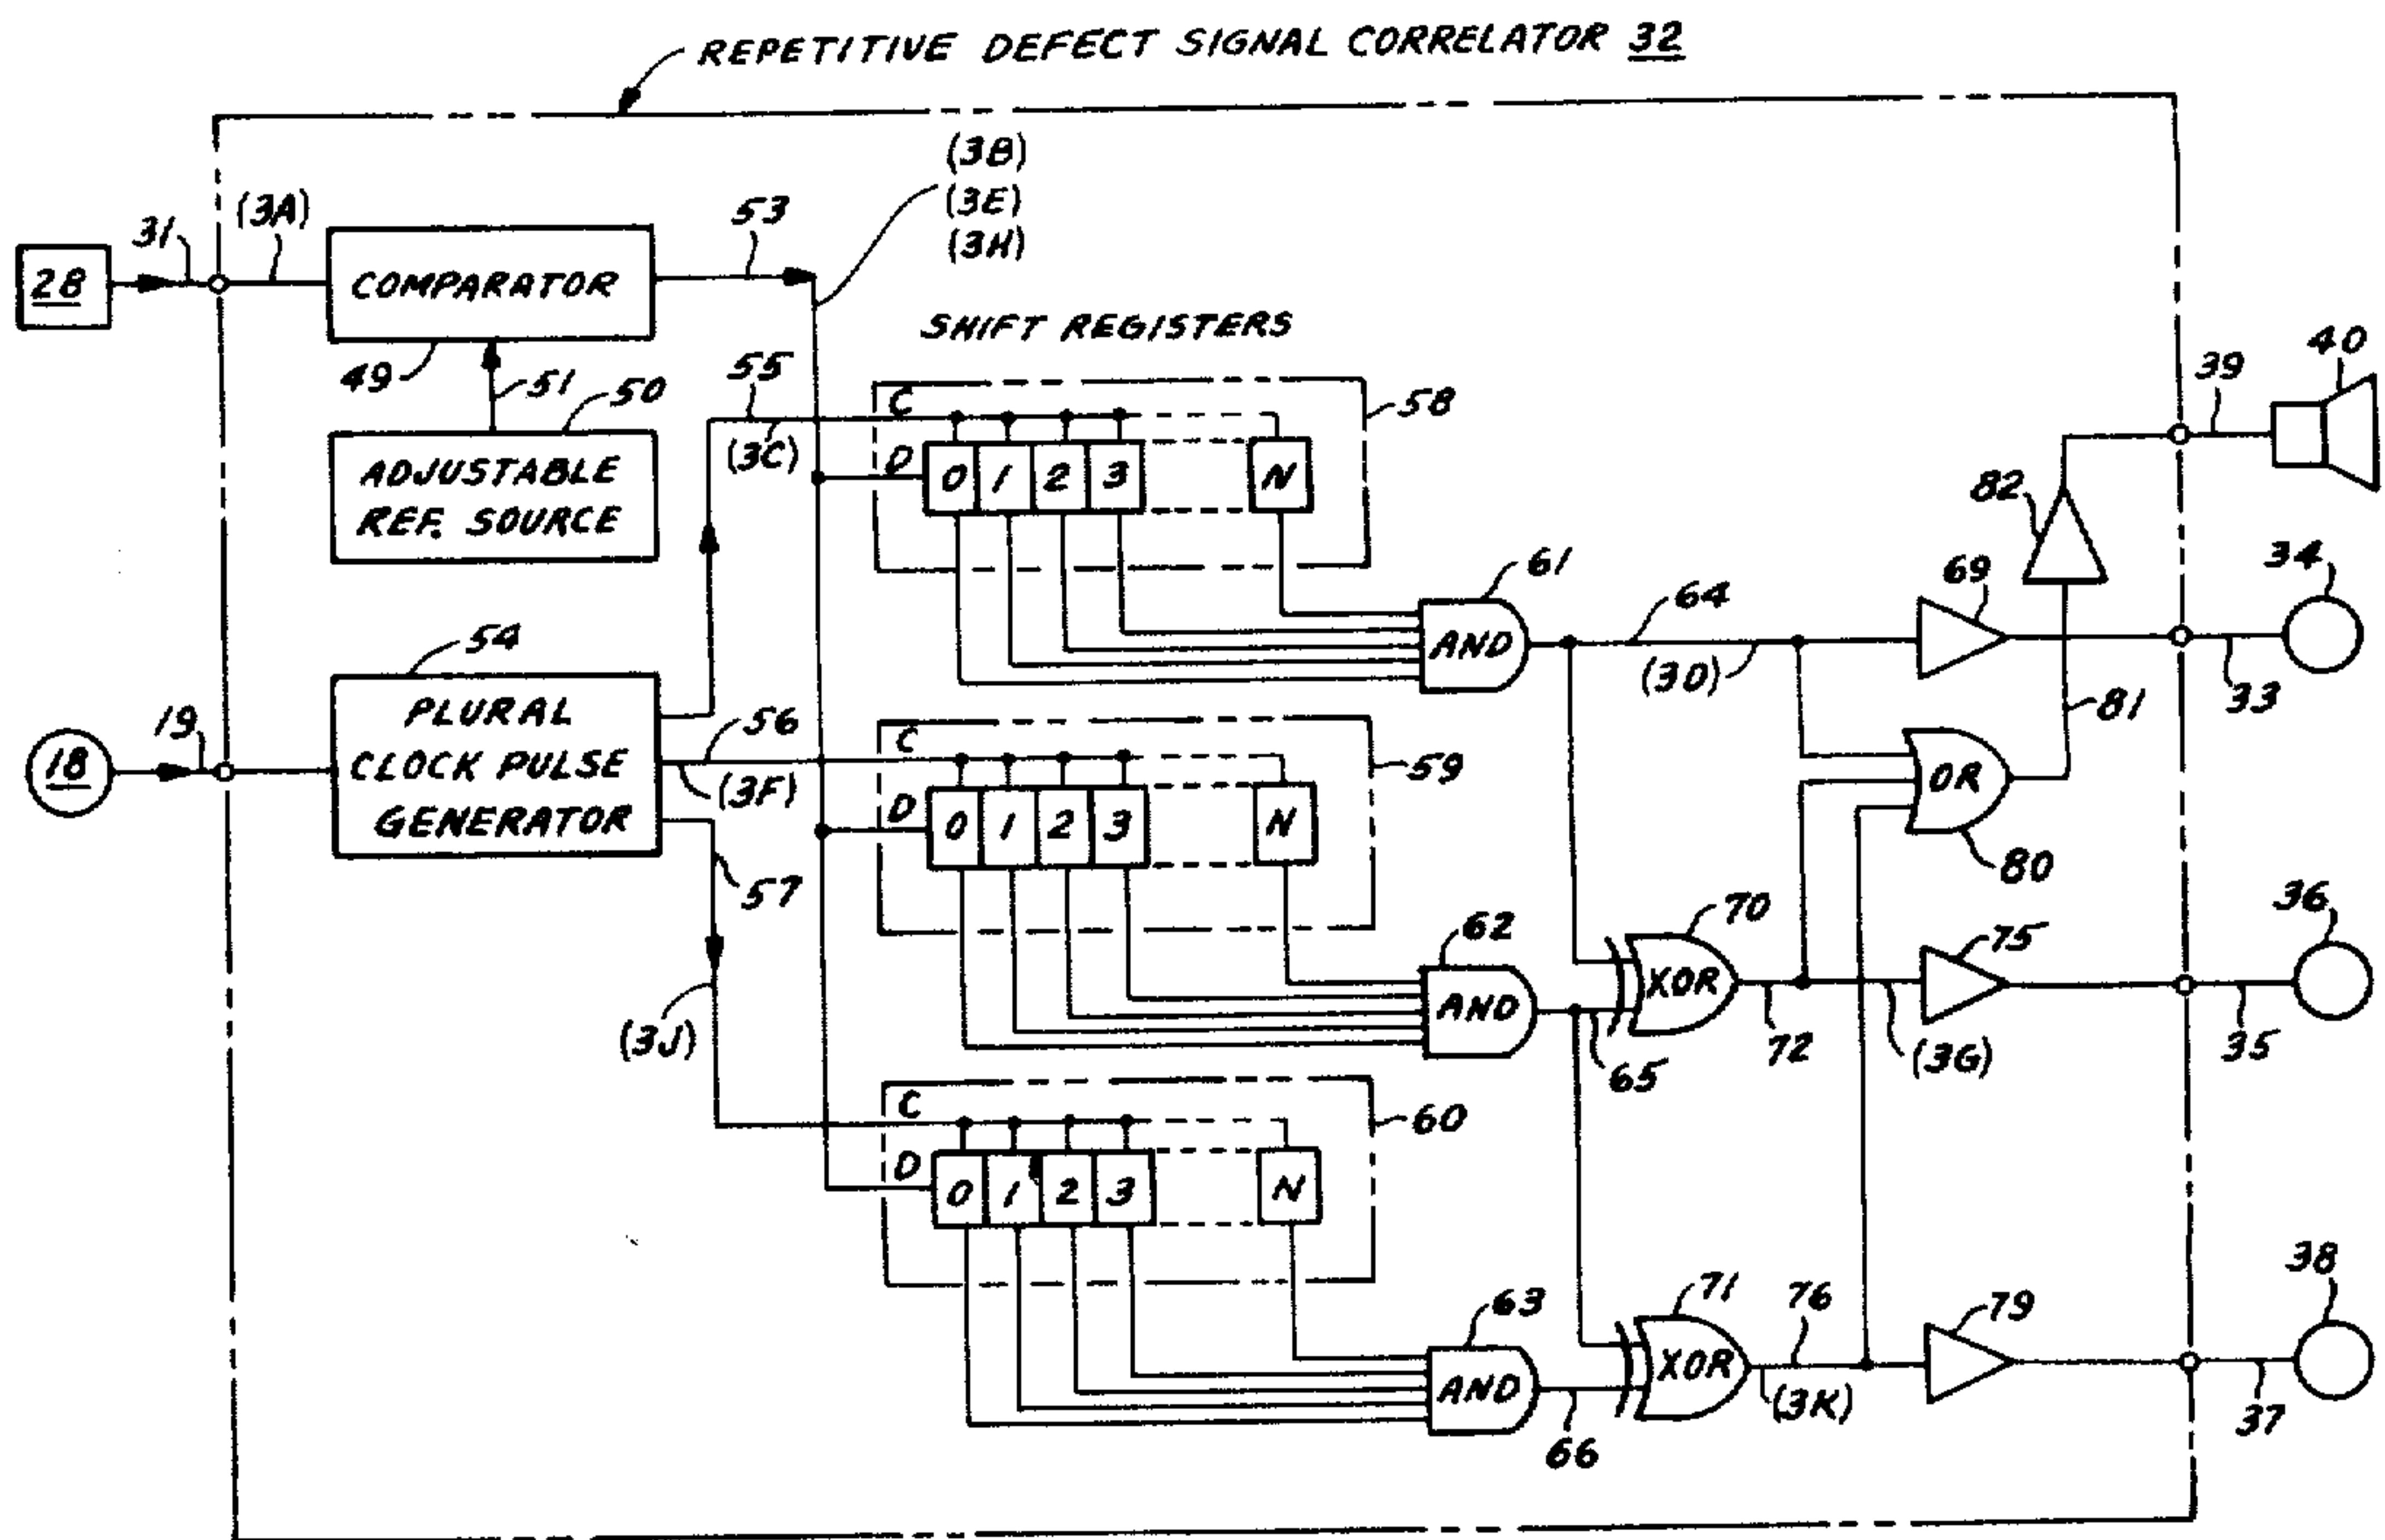 REPETITIVE DEFECT SIGNAL CORRELATOR 32
(3B)
(3E)
(3H)
31
(3A)
53
28
COMPARATOR
SHIFT REGISTERS
49
51
50
55
(3C)
ADJUSTABLE
REF. SOURCE
C
D
0 1 2 3 N
58
39
40
82
61
64
(3D)
69
34
AND
33
81
54
19
18
PLURAL
CLOCK PULSE
GENERATOR
56
(3F)
57
C
D
0 1 2 3 N
59
OR
80
62
70
AND
XOR
65
72
75
(3G)
36
35
(3J)
C
D
0 1 2 3 N
60
63
71
76
79
38
AND
XOR
(3K)
66
37